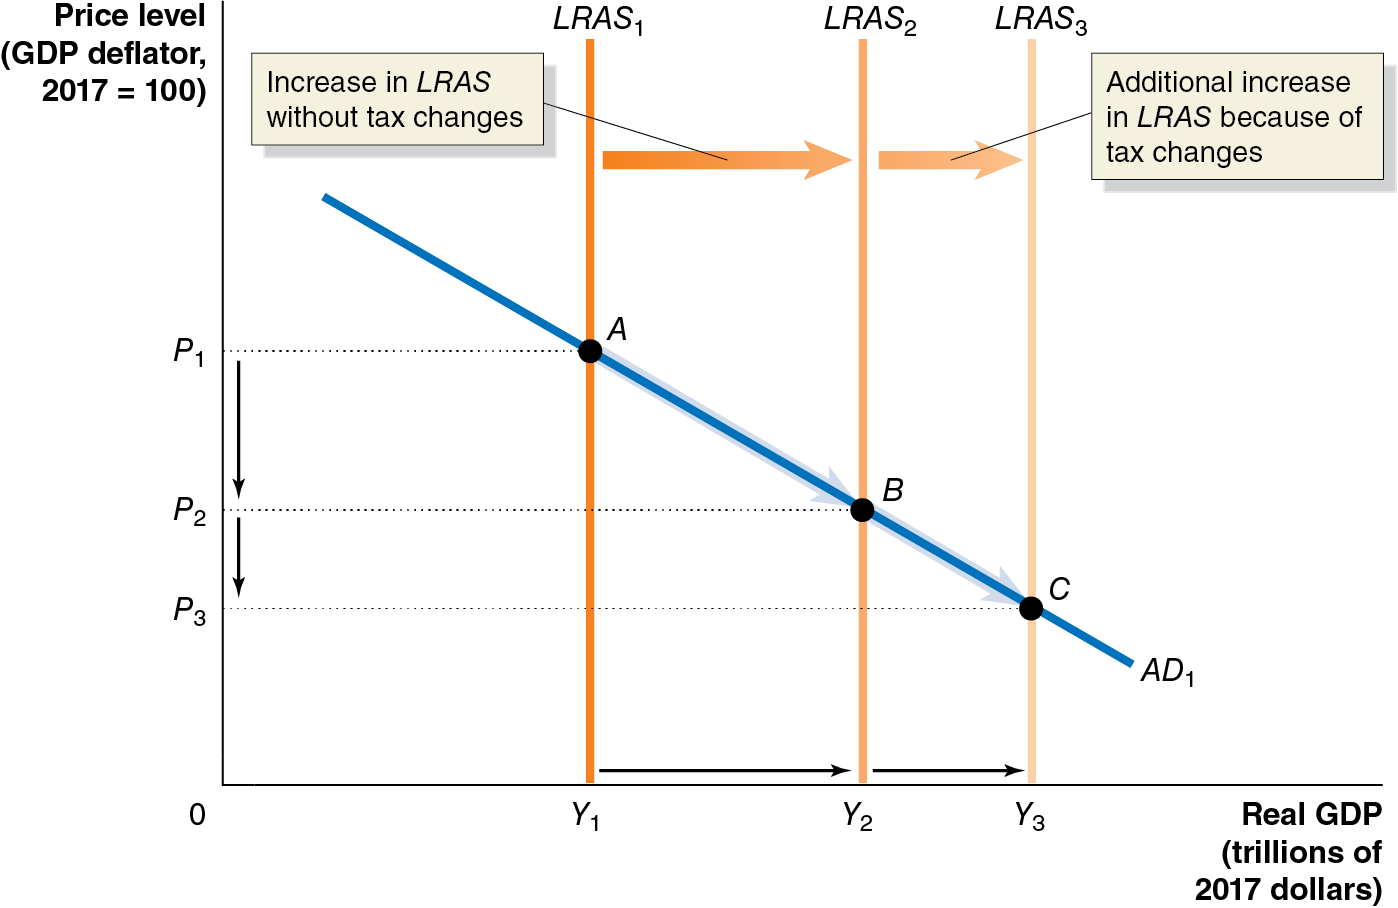 Price level
(GDP deflator,
2017 = 100)
LRAS₁
LRAS₂
LRAS₃
Increase in LRAS
without tax changes
Additional increase
in LRAS because of
tax changes
A
P₁
B
P₂
C
P₃
AD₁
0
Y₁
Y₂
Y₃
Real GDP
(trillions of
2017 dollars)